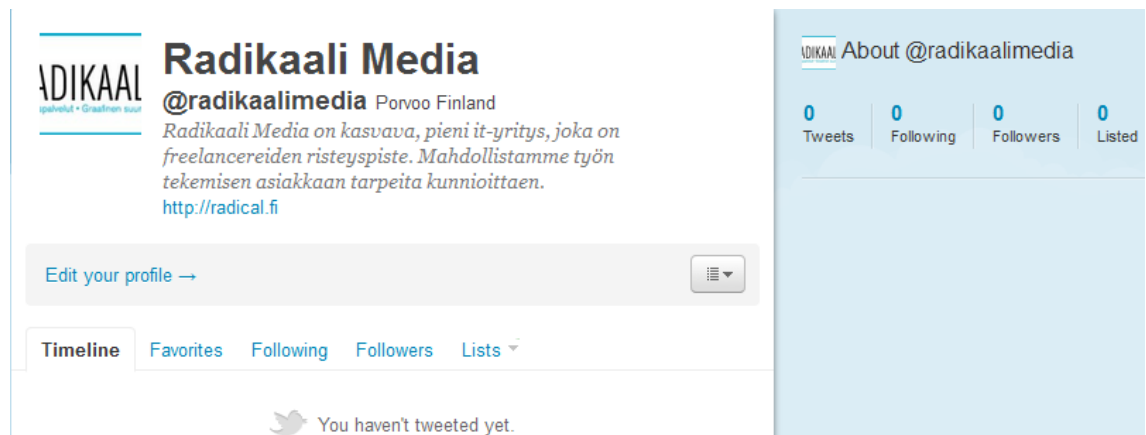 ADIKAAL
Radikaali Media
@radikaalimedia Porvoo Finland
Radikaali Media on kasvava, pieni it-yritys, joka on
freelancereiden risteyspiste. Mahdollistamme työn
tekemisen asiakkaan tarpeita kunnioittaen.
http://radical.fi
Edit your profile →
Timeline Favorites Following Followers Lists
You haven't tweeted yet.
About @radikaalimedia
0 0 0 0
Tweets Following Followers Listed